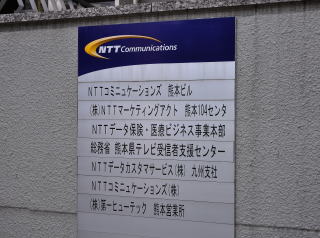 NTT Communications
NTTコミュニケーションズ 熊本ビル
(株)NTTマーケティングアクト 熊本104センタ
NTTデータ保険・医療ビジネス事業本部
総務省 熊本県テレビ受信者支援センター
NTTデータカスタマサービス(株) 九州支社
NTTコミュニケーションズ(株)
(株)第一ヒューテック 熊本営業所